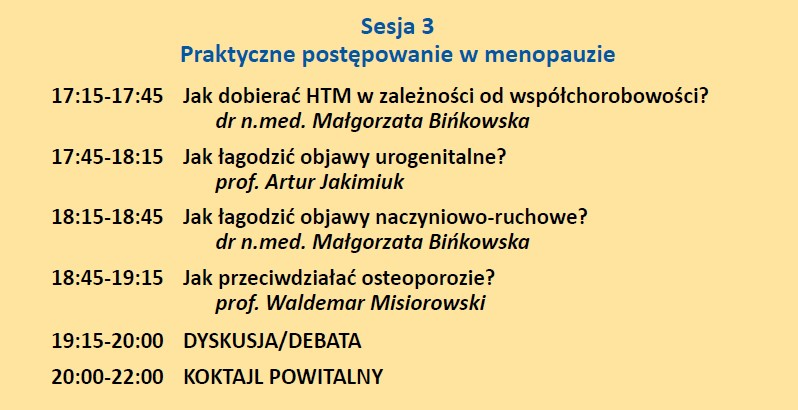 Sesja 3
Praktyczne postępowanie w menopauzie
17:15-17:45 Jak dobierać HTM w zależności od współchorobowości?
dr n.med. Małgorzata Bińkowska
17:45-18:15 Jak łagodzić objawy urogenitalne?
prof. Artur Jakimiuk
18:15-18:45 Jak łagodzić objawy naczyniowo-ruchowe?
dr n.med. Małgorzata Bińkowska
18:45-19:15 Jak przeciwdziałać osteoporozie?
prof. Waldemar Misiorowski
19:15-20:00 DYSKUSJA/DEBATA
20:00-22:00 KOKTAJL POWITALNY